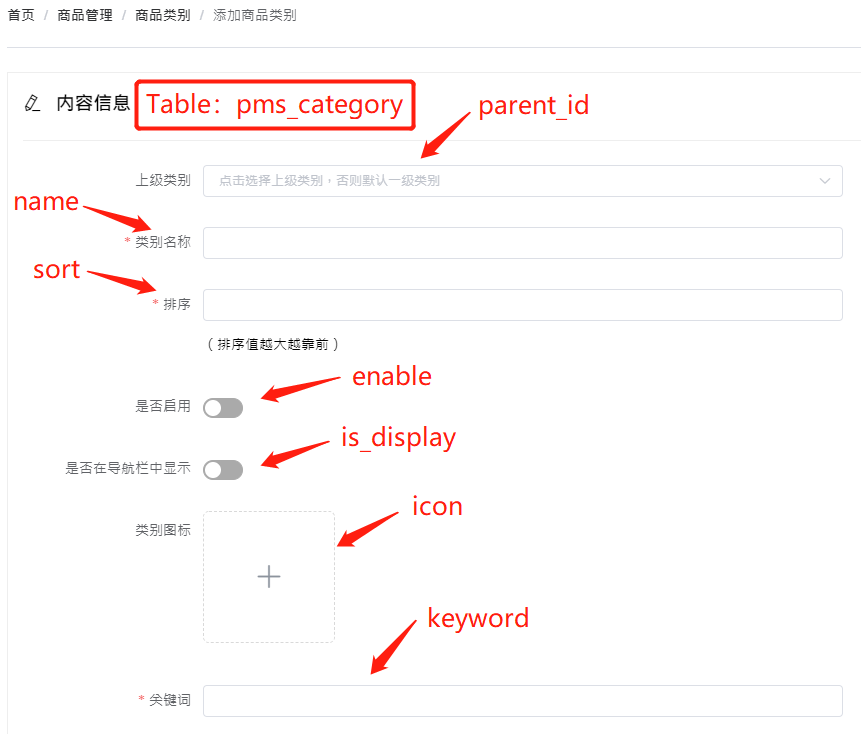 首页 / 商品管理 / 商品类别 / 添加商品类别
内容信息 Table：pms_category
parent_id
上级类别 点击选择上级类别，否则默认一级类别
name
* 类别名称
sort
* 排序
（排序值越大越靠前）
enable
是否启用
is_display
是否在导航栏中显示
icon
类别图标
keyword
* 关键词